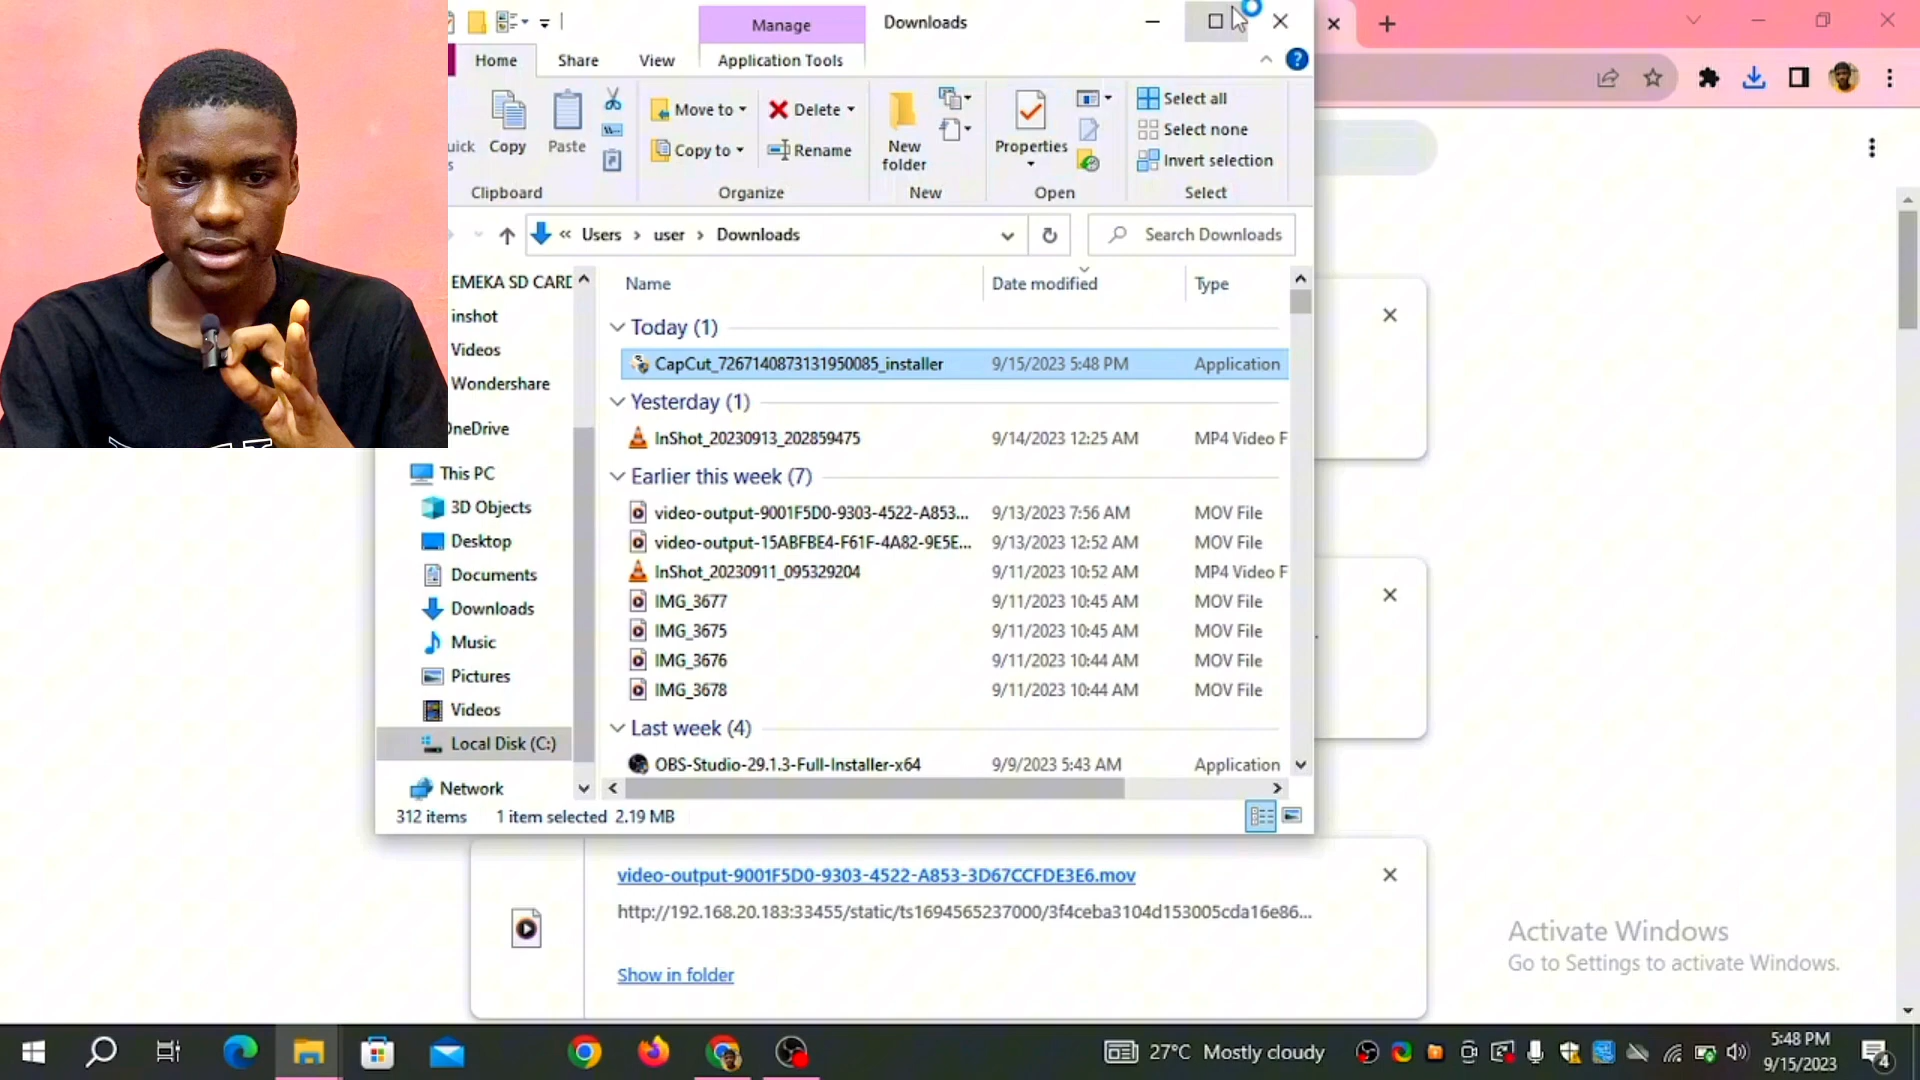 Manage
Downloads
Home
Share
View
Application Tools
Copy
Paste
Clipboard
Move to
Copy to
Delete
Rename
Organize
New
folder
New
Properties
Open
Select all
Select none
Invert selection
Select
« Users › user › Downloads
Search Downloads
EMEKA SD CARD
inshot
Videos
Wondershare
OneDrive
This PC
3D Objects
Desktop
Documents
Downloads
Music
Pictures
Videos
Local Disk (C:)
Network
Name Date modified Type
Today (1)
CapCut_7267140873131950085_installer 9/15/2023 5:48 PM Application
Yesterday (1)
InShot_20230913_202859475 9/14/2023 12:25 AM MP4 Video F
Earlier this week (7)
video-output-9001F5D0-9303-4522-A853... 9/13/2023 7:56 AM MOV File
video-output-15ABFBE4-F61F-4A82-9E5E... 9/13/2023 12:52 AM MOV File
InShot_20230911_095329204 9/11/2023 10:52 AM MP4 Video F
IMG_3677 9/11/2023 10:45 AM MOV File
IMG_3675 9/11/2023 10:45 AM MOV File
IMG_3676 9/11/2023 10:44 AM MOV File
IMG_3678 9/11/2023 10:44 AM MOV File
Last week (4)
OBS-Studio-29.1.3-Full-Installer-x64 9/9/2023 5:43 AM Application
312 items 1 item selected 2.19 MB
video-output-9001F5D0-9303-4522-A853-3D67CCFDE3E6.mov
http://192.168.20.183:33455/static/ts1694565237000/3f4ceba3104d153005cda16e86...
Show in folder
Activate Windows
Go to Settings to activate Windows.
27°C Mostly cloudy
5:48 PM
9/15/2023
4